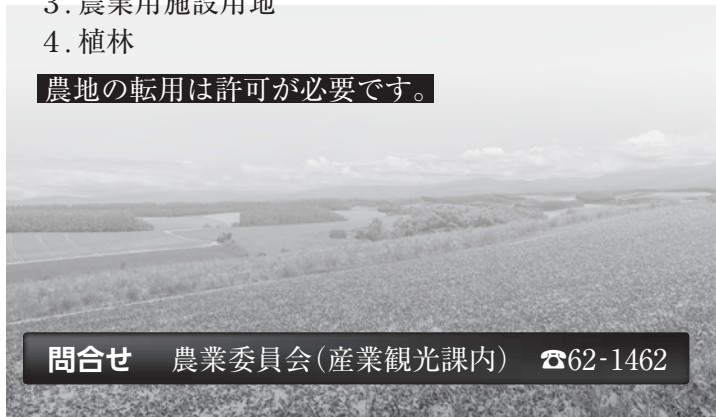 3.農業用施設用地
4.植林
農地の転用は許可が必要です。
問合せ 農業委員会(産業観光課内) ☎62-1462